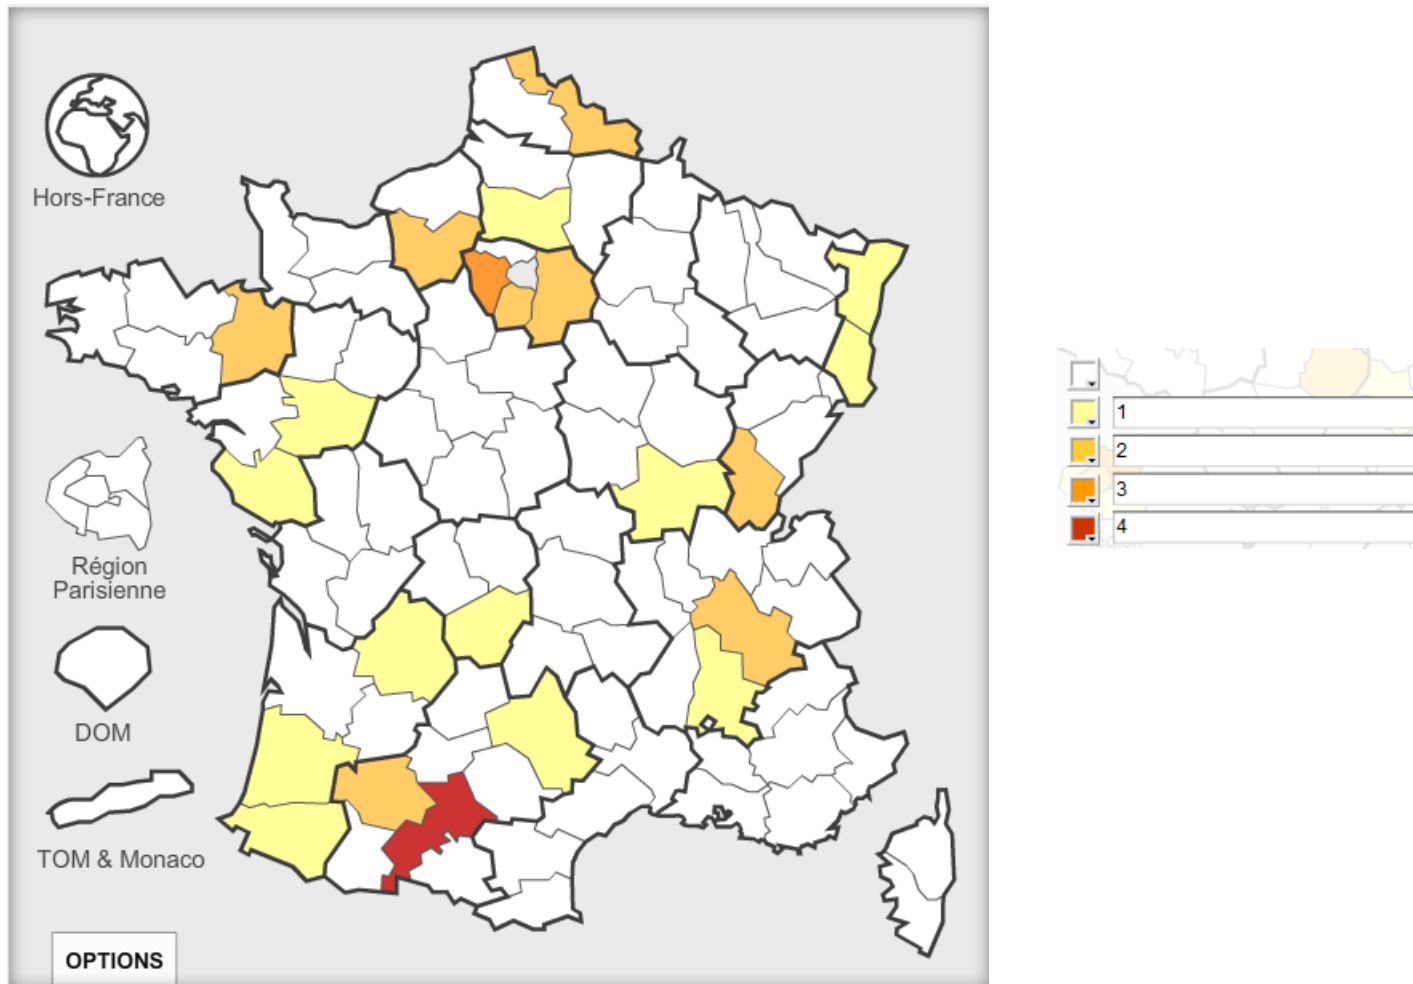 Hors-France
Région
Parisienne
DOM
TOM & Monaco
OPTIONS
1
2
3
4